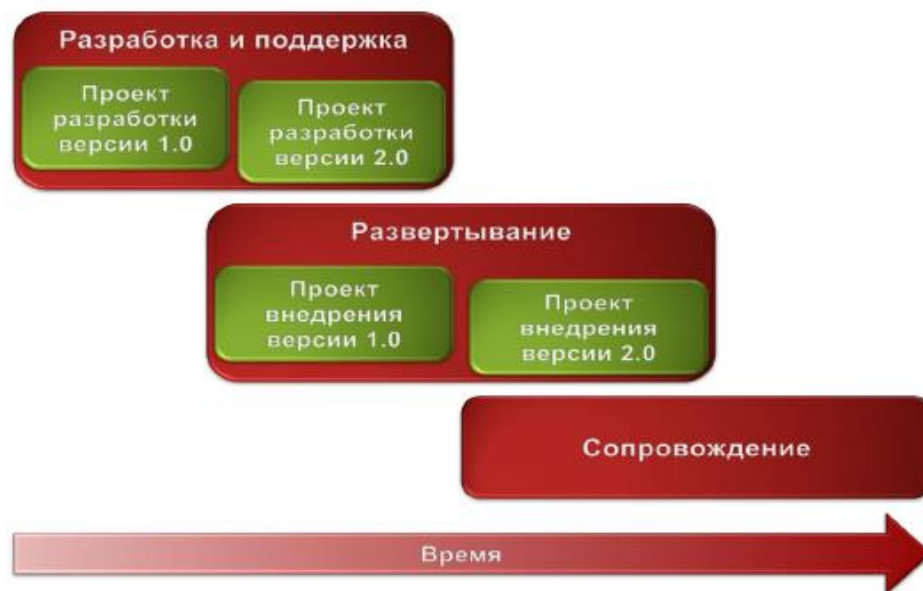 Разработка и поддержка
Проект
разработки
версии 1.0
Проект
разработки
версии 2.0
Развертывание
Проект
внедрения
версии 1.0
Проект
внедрения
версии 2.0
Сопровождение
Время